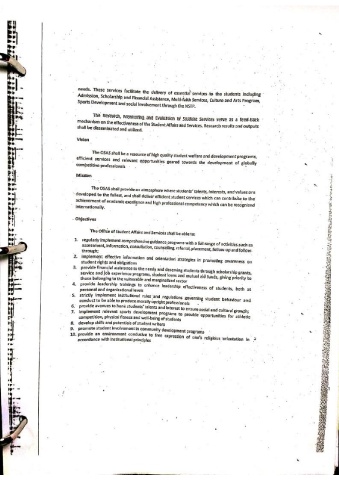 needs. These services facilitate the delivery of essential services to the students including
Admission, Scholarship and Financial Assistance, Multi-faith Services, Culture and Arts Program,
Sports Development and social involvement through the NSTP.
The Research, Monitoring and Evaluation of Student Services serve as a feed-back
mechanism on the effectiveness of the Student Affairs and Services. Research results and outputs
shall be disseminated and utilized.
Vision
The OSAS shall be a resource of high quality student welfare and development programs,
efficient services and relevant opportunities geared towards the development of globally
competitive professionals
Mission
The OSAS shall provide an atmosphere where students' talents, interests, and values are
developed to the fullest, and shall deliver efficient student services which can contribute to the
achievement of academic excellence and high professional competency which can be recognized
internationally.
Objectives
The Office of Student Affairs and Services shall be able to:
1. regularly implement comprehensive guidance programs with a full range of activities such as
assessment, information, consultation, counseling, referral, placement, follow-up and follow-
through;
2. implement effective information and orientation strategies in promoting awareness on
student rights and obligations
3. provide financial assistance to the needy and deserving students through scholarship grants,
service and job experience programs, student loans and mutual aid funds, giving priority to
those belonging to the vulnerable and marginalized sector
4. provide leadership trainings to enhance leadership effectiveness of students, both at
personal and organizational levels
5. strictly implement institutional rules and regulations governing student behaviour and
conduct to be able to produce morally upright professionals
6. provide avenues to hone students' talents and interest to ensure social and cultural growth;
7. implement relevant sports development programs to provide opportunities for athletic
competition, physical fitness and well-being of students
8. develop skills and potentials of student writers
9. promote student involvement in community development programs
10. provide an environment conducive to free expression of one's religious orientation in
accordance with institutional principles